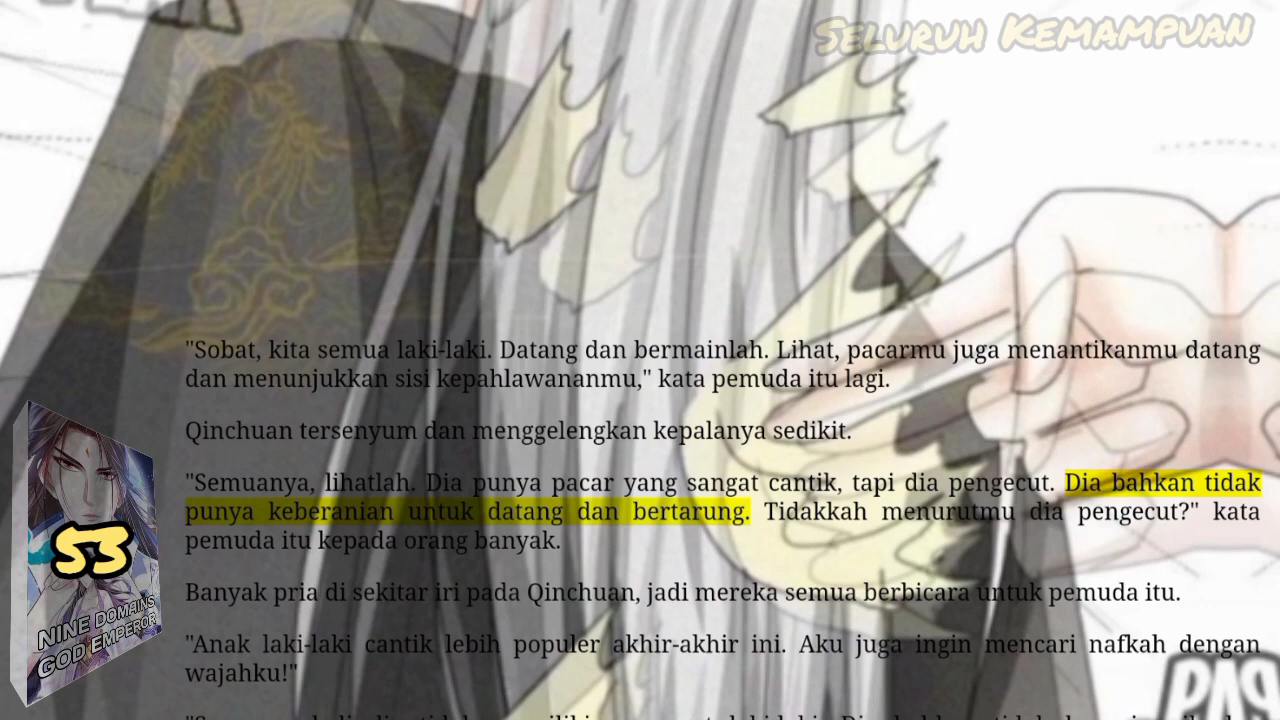 Seluruh Kemampuan
"Sobat, kita semua laki-laki. Datang dan bermainlah. Lihat, pacarmu juga menantikanmu datang
dan menunjukkan sisi kepahlawananmu," kata pemuda itu lagi.
Qinchuan tersenyum dan menggelengkan kepalanya sedikit.
"Semuanya, lihatlah. Dia punya pacar yang sangat cantik, tapi dia pengecut. Dia bahkan tidak
punya keberanian untuk datang dan bertarung. Tidakkah menurutmu dia pengecut?" kata
pemuda itu kepada orang banyak.
Banyak pria di sekitar iri pada Qinchuan, jadi mereka semua berbicara untuk pemuda itu.
"Anak laki-laki cantik lebih populer akhir-akhir ini. Aku juga ingin mencari nafkah dengan
wajahku!"
53
NINE DOMAINS
GOD EMPEROR